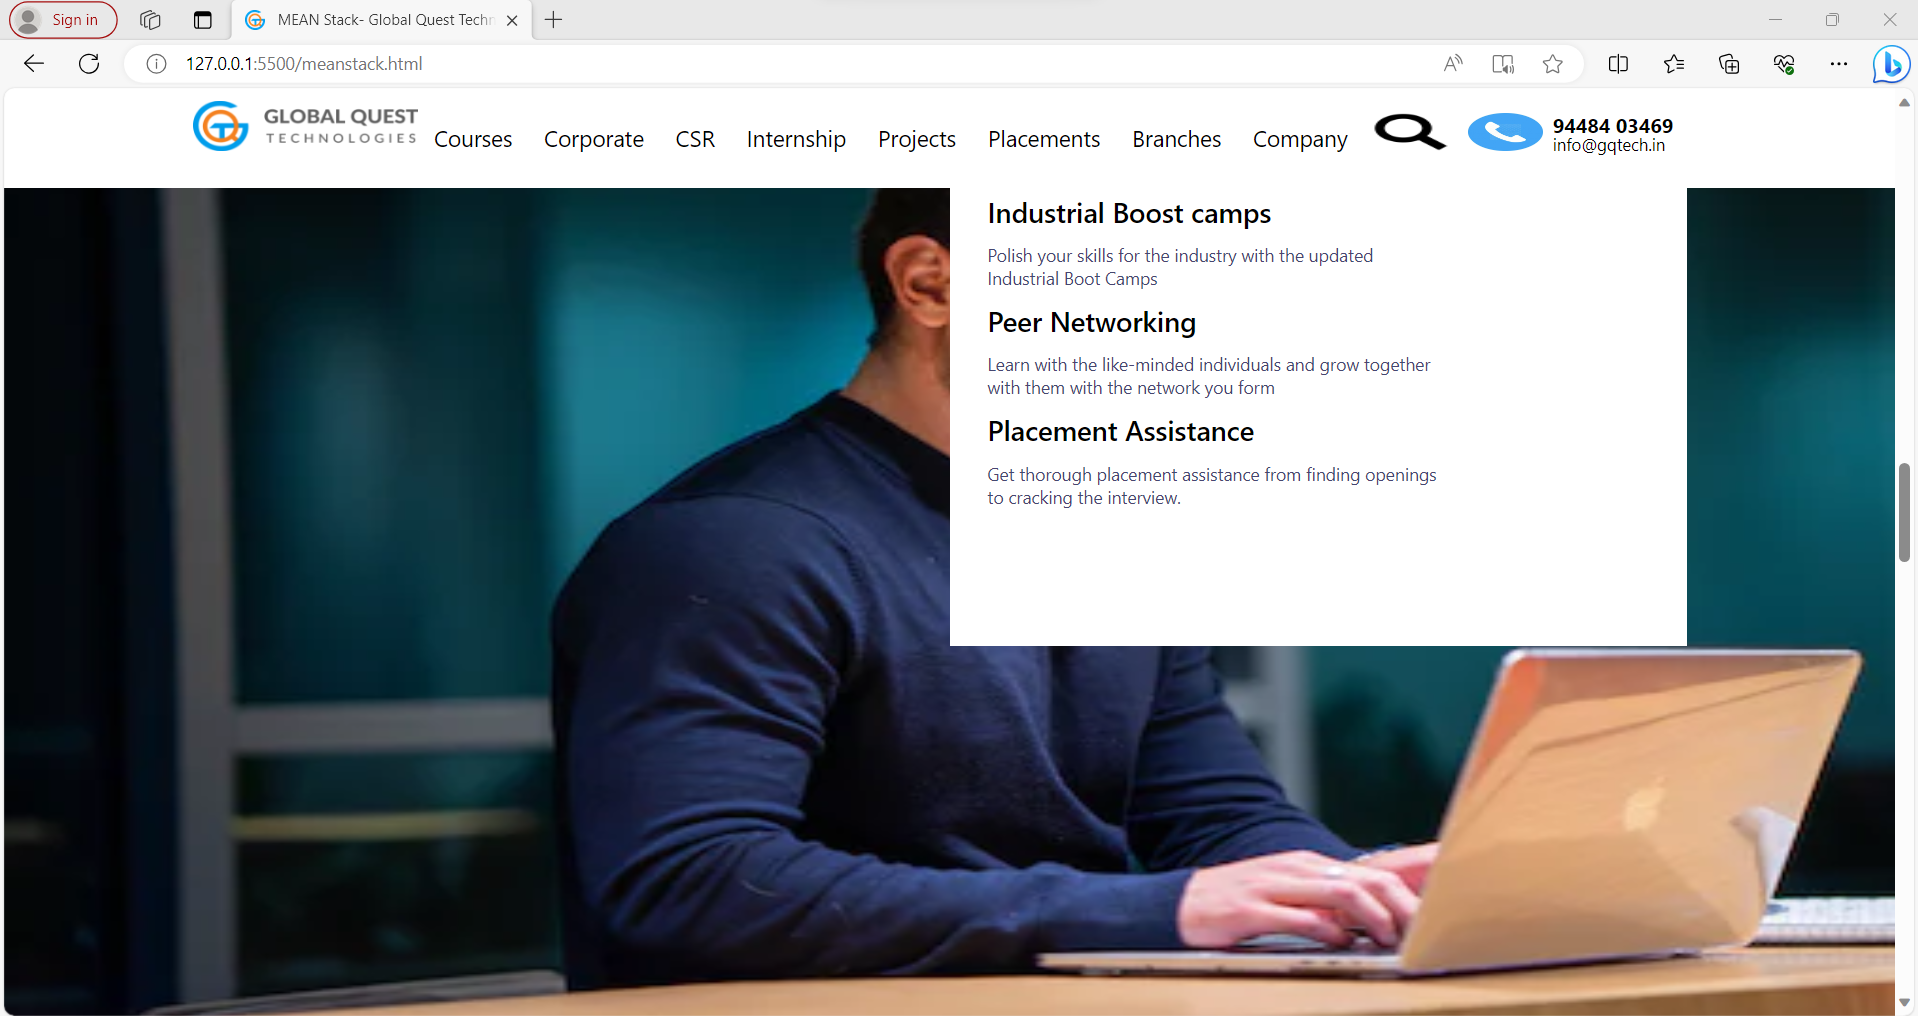 Sign in
MEAN Stack- Global Quest Techn
127.0.0.1:5500/meanstack.html
GLOBAL QUEST
TECHNOLOGIES
Courses Corporate CSR Internship Projects Placements Branches Company
94484 03469
info@gqtech.in
Industrial Boost camps
Polish your skills for the industry with the updated
Industrial Boot Camps
Peer Networking
Learn with the like-minded individuals and grow together
with them with the network you form
Placement Assistance
Get thorough placement assistance from finding openings
to cracking the interview.